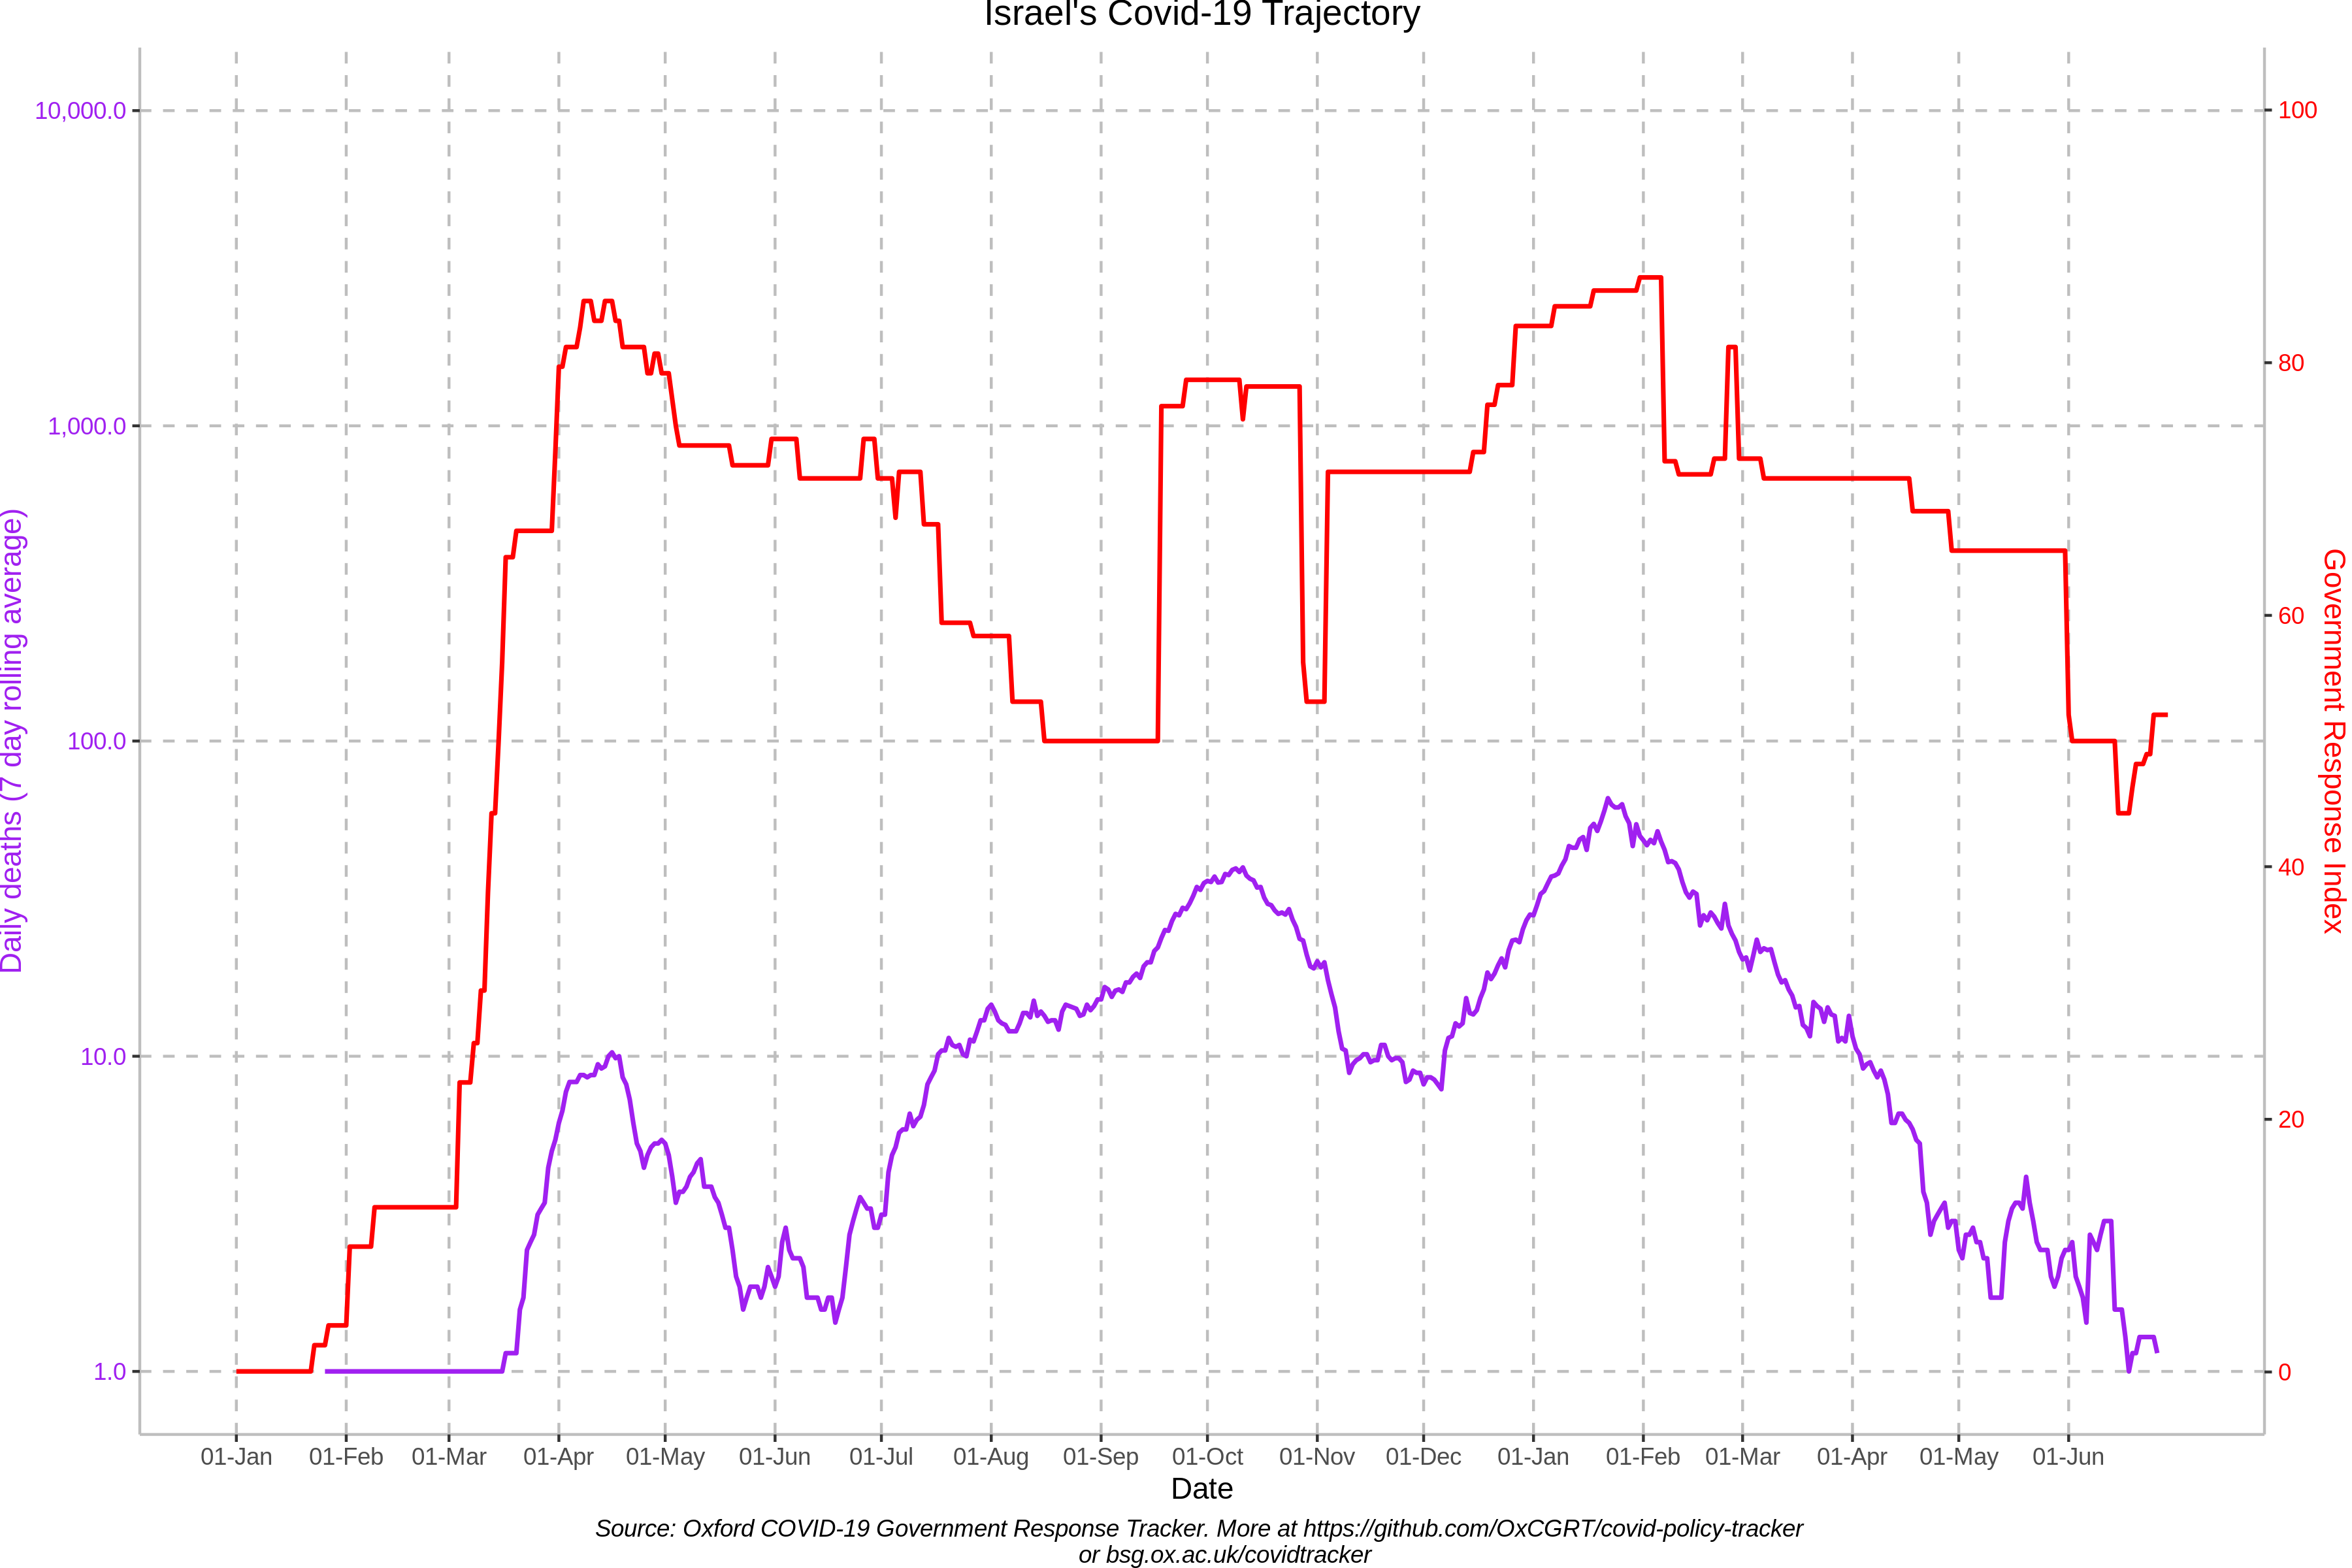 Israel's Covid-19 Trajectory
10,000.0
1,000.0
100.0
10.0
1.0
Daily deaths (7 day rolling average)
100
80
60
40
20
0
Government Response Index
01-Jan 01-Feb 01-Mar 01-Apr 01-May 01-Jun 01-Jul 01-Aug 01-Sep 01-Oct 01-Nov 01-Dec 01-Jan 01-Feb 01-Mar 01-Apr 01-May 01-Jun
Date
Source: Oxford COVID-19 Government Response Tracker. More at https://github.com/OxCGRT/covid-policy-tracker
or bsg.ox.ac.uk/covidtracker